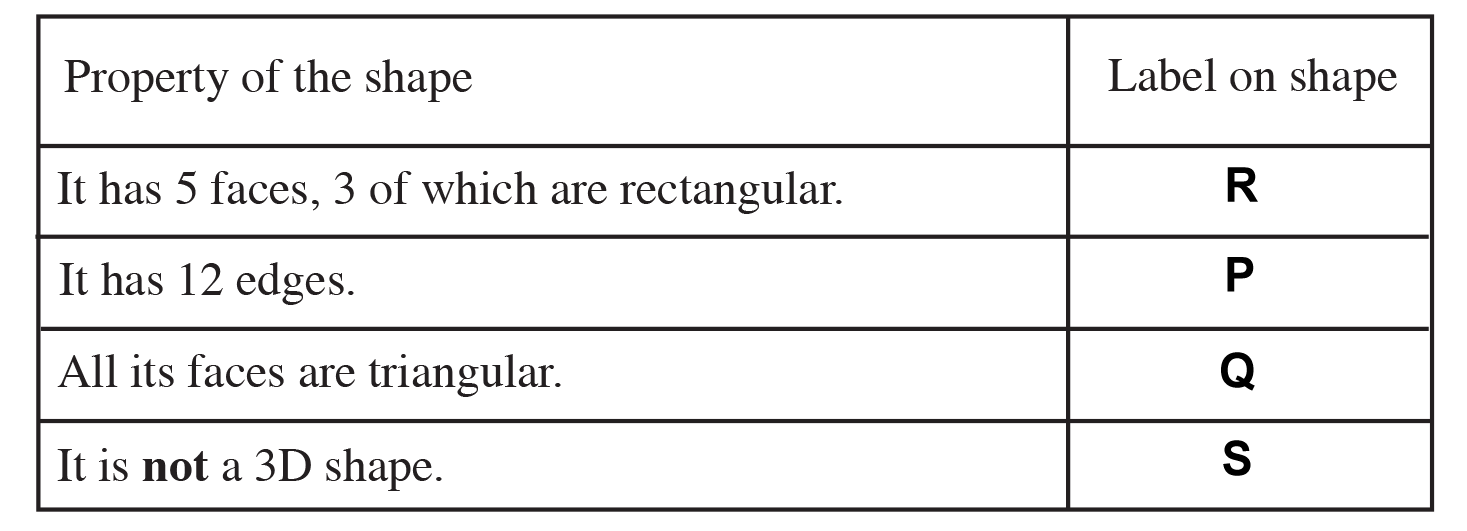 Property of the shape Label on shape
It has 5 faces, 3 of which are rectangular. R
It has 12 edges. P
All its faces are triangular. Q
It is not a 3D shape. S